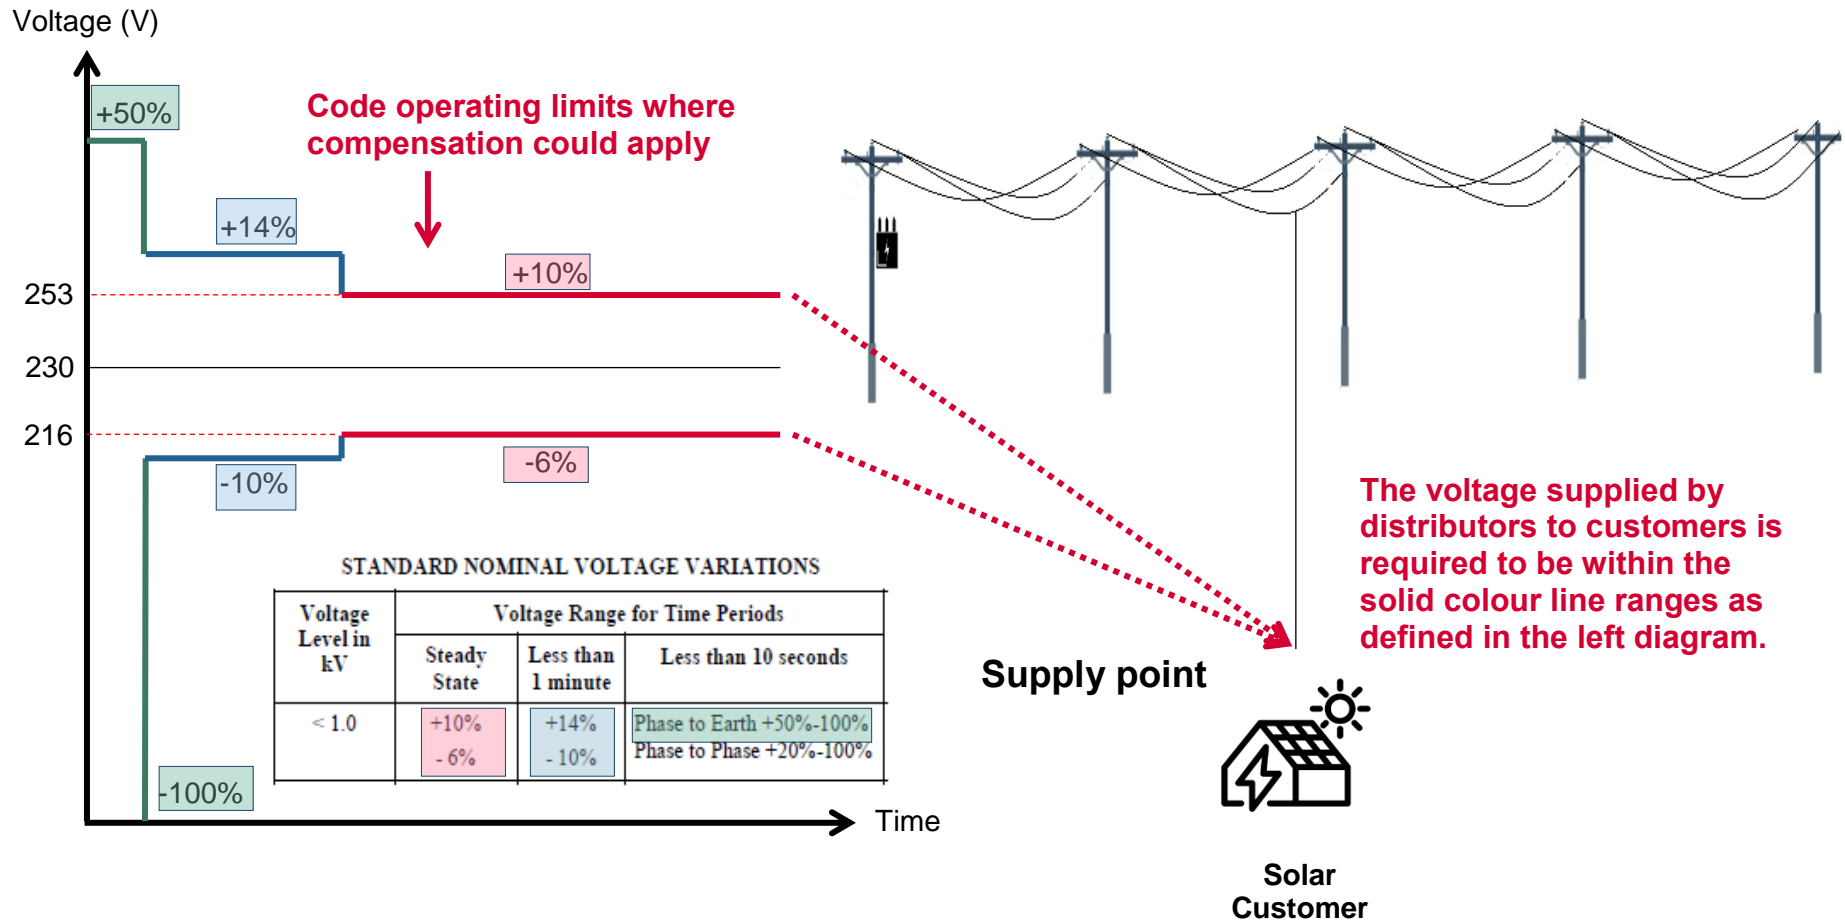 Voltage (V)
+50%
Code operating limits where
compensation could apply
+14%
+10%
253
230
216
-6%
-10%
-100%
Time
STANDARD NOMINAL VOLTAGE VARIATIONS
Voltage Level in kV
Voltage Range for Time Periods
Steady State
Less than 1 minute
Less than 10 seconds
< 1.0
+10%
- 6%
+14%
- 10%
Phase to Earth +50%-100%
Phase to Phase +20%-100%
The voltage supplied by
distributors to customers is
required to be within the
solid colour line ranges as
defined in the left diagram.
Supply point
Solar
Customer